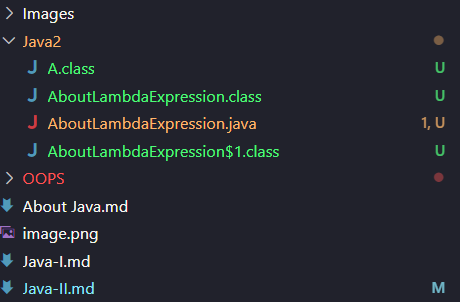 Images
Java2
A.class U
AboutLambdaExpression.class U
AboutLambdaExpression.java 1, U
AboutLambdaExpression$1.class U
OOPS
About Java.md
image.png
Java-I.md
Java-II.md M